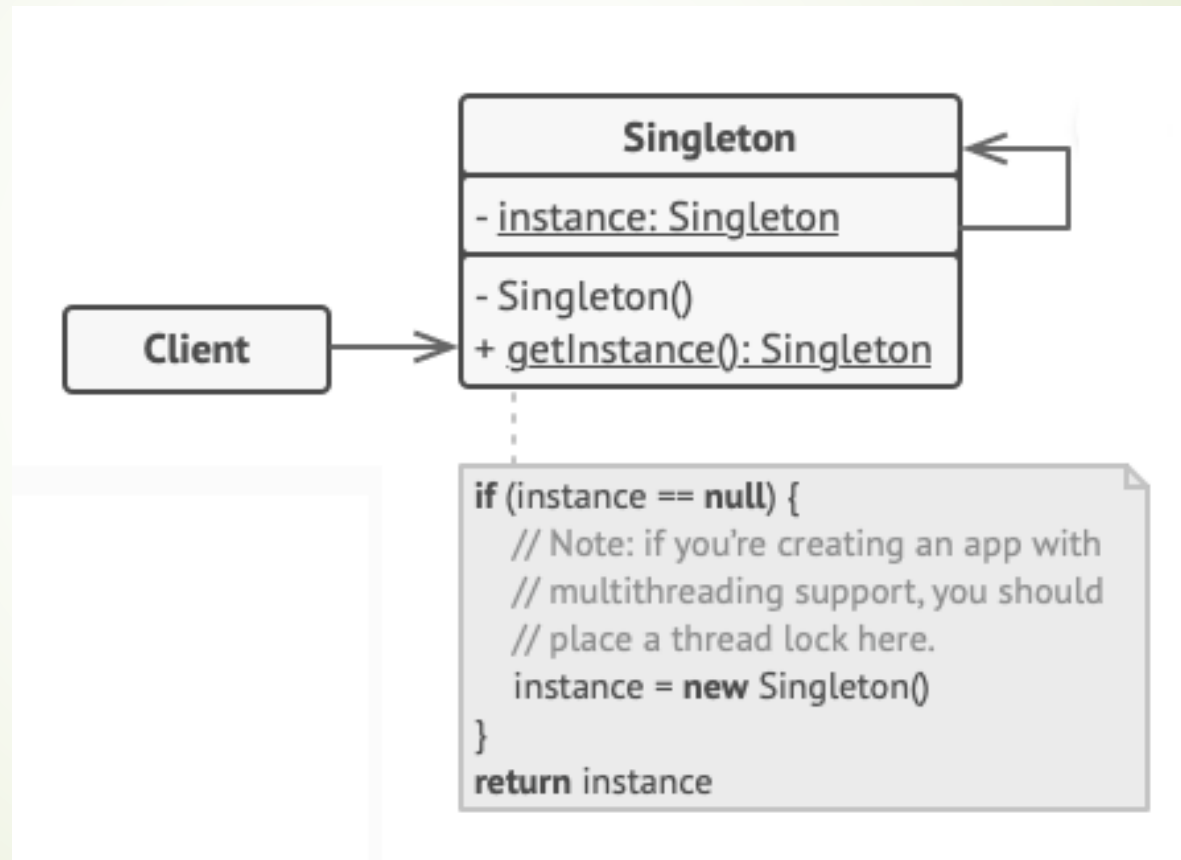 Singleton
- instance: Singleton
- Singleton()
+ getInstance(): Singleton
Client
if (instance == null) {
// Note: if you’re creating an app with
// multithreading support, you should
// place a thread lock here.
instance = new Singleton()
}
return instance